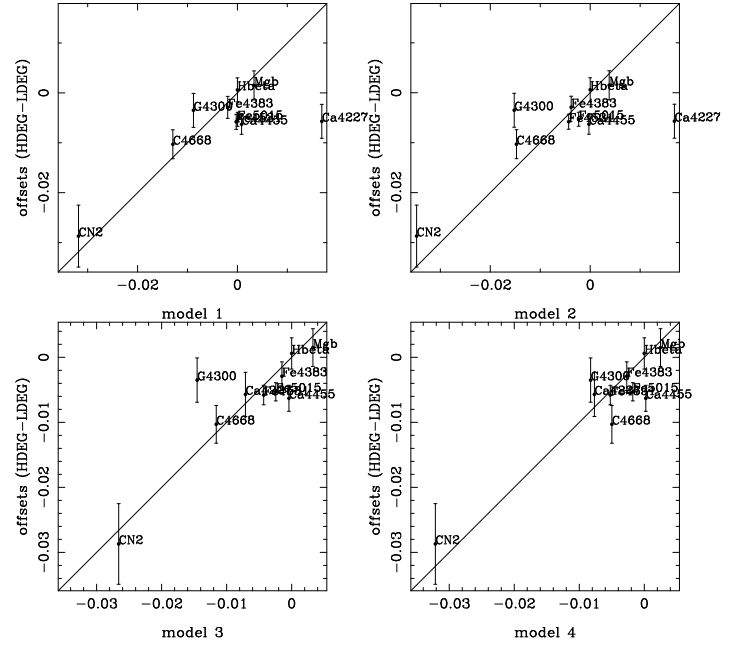 offsets (HDEG-LDEG)
0
-0.02
Mgb
Hbeta
G4300
Fe4383
Fe5015
Ca4455
Ca4227
C4668
CN2
-0.02
0
model 1
offsets (HDEG-LDEG)
0
-0.02
Mgb
Hbeta
G4300
Fe4383
Ca4455
Ca4227
C4668
CN2
-0.02
0
model 2
offsets (HDEG-LDEG)
0
-0.01
-0.02
-0.03
Mgb
Hbeta
G4300
Fe4383
Fe5015
Ca4455
C4668
CN2
-0.03
-0.02
-0.01
0
model 3
offsets (HDEG-LDEG)
0
-0.01
-0.02
-0.03
Mgb
Hbeta
G4300
Fe4383
Fe5015
Ca4455
C4668
CN2
-0.03
-0.02
-0.01
0
model 4